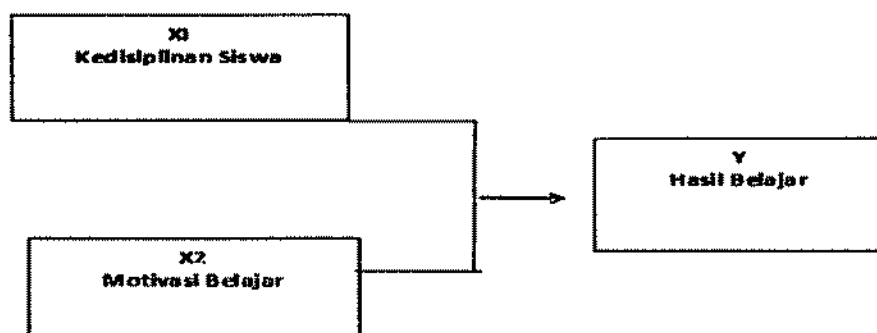 X1
Kedisiplinan Siswa
Y
Hasil Belajar
X2
Motivasi Belajar